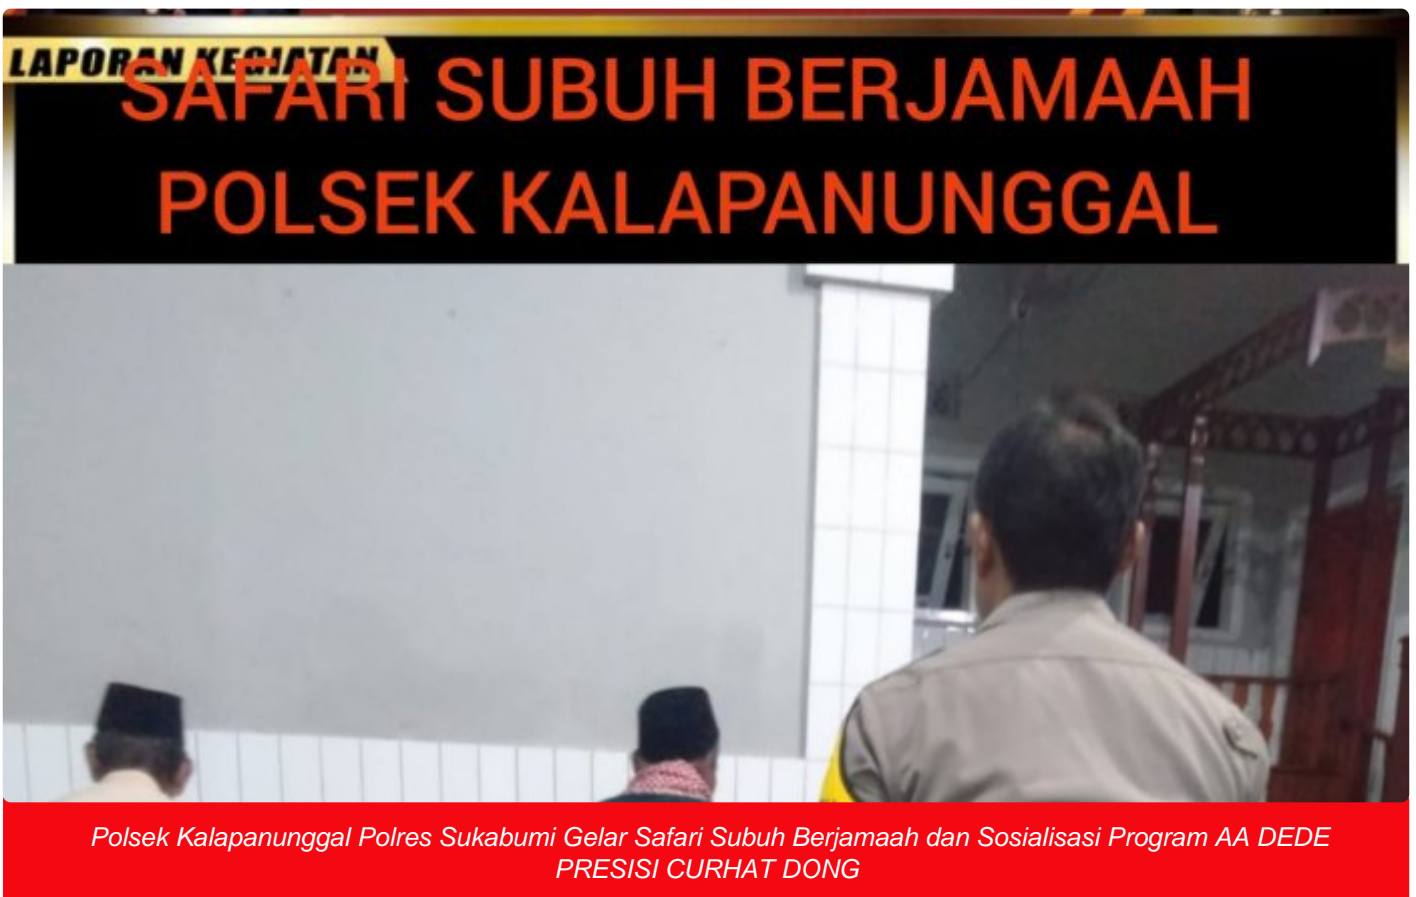 LAPORAN KEGIATAN
SAFARI SUBUH BERJAMAAH
POLSEK KALAPANUNGGAL
Polsek Kalapanunggal Polres Sukabumi Gelar Safari Subuh Berjamaah dan Sosialisasi Program AA DEDE
PRESISI CURHAT DONG